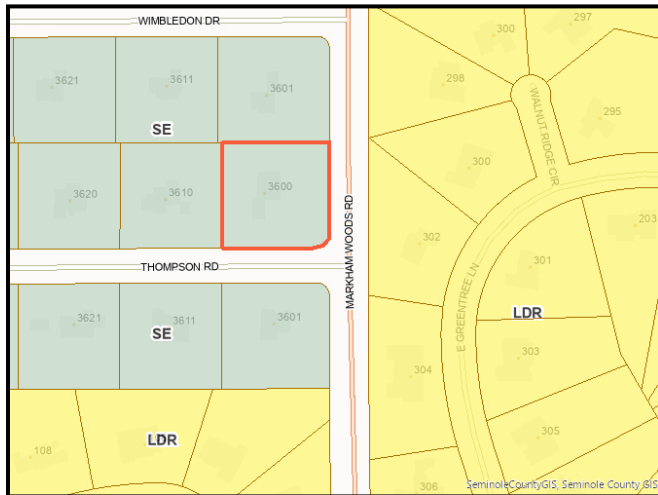 WIMBLEDON DR
300
297
3621
3611
3601
298
295
SE
WALNUT RIDGE CIR
300
3620
3610
3600
302
203
301
THOMPSON RD
MARKHAM WOODS RD
E GREENTREE LN
LDR
3621
3611
3601
SE
303
304
LDR
108
305
306
SeminoleCountyGIS, Seminole County GIS